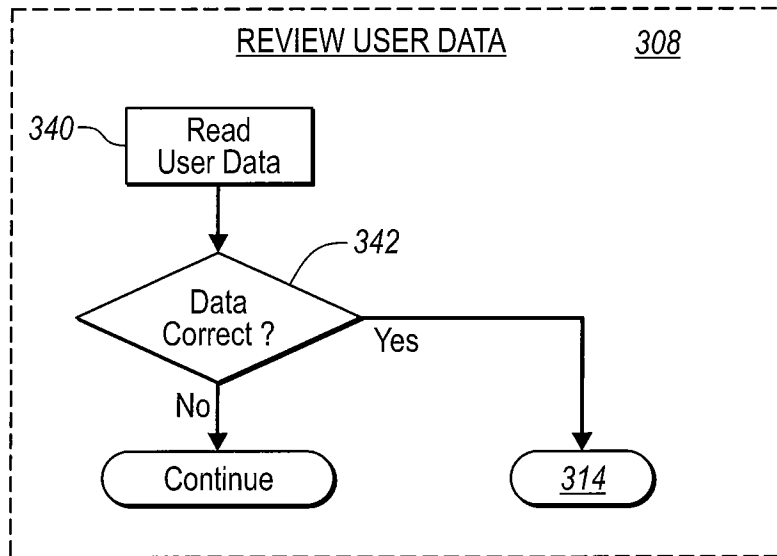 REVIEW USER DATA 308
340
Read
User Data
342
Data
Correct ?
Yes
No
Continue
314